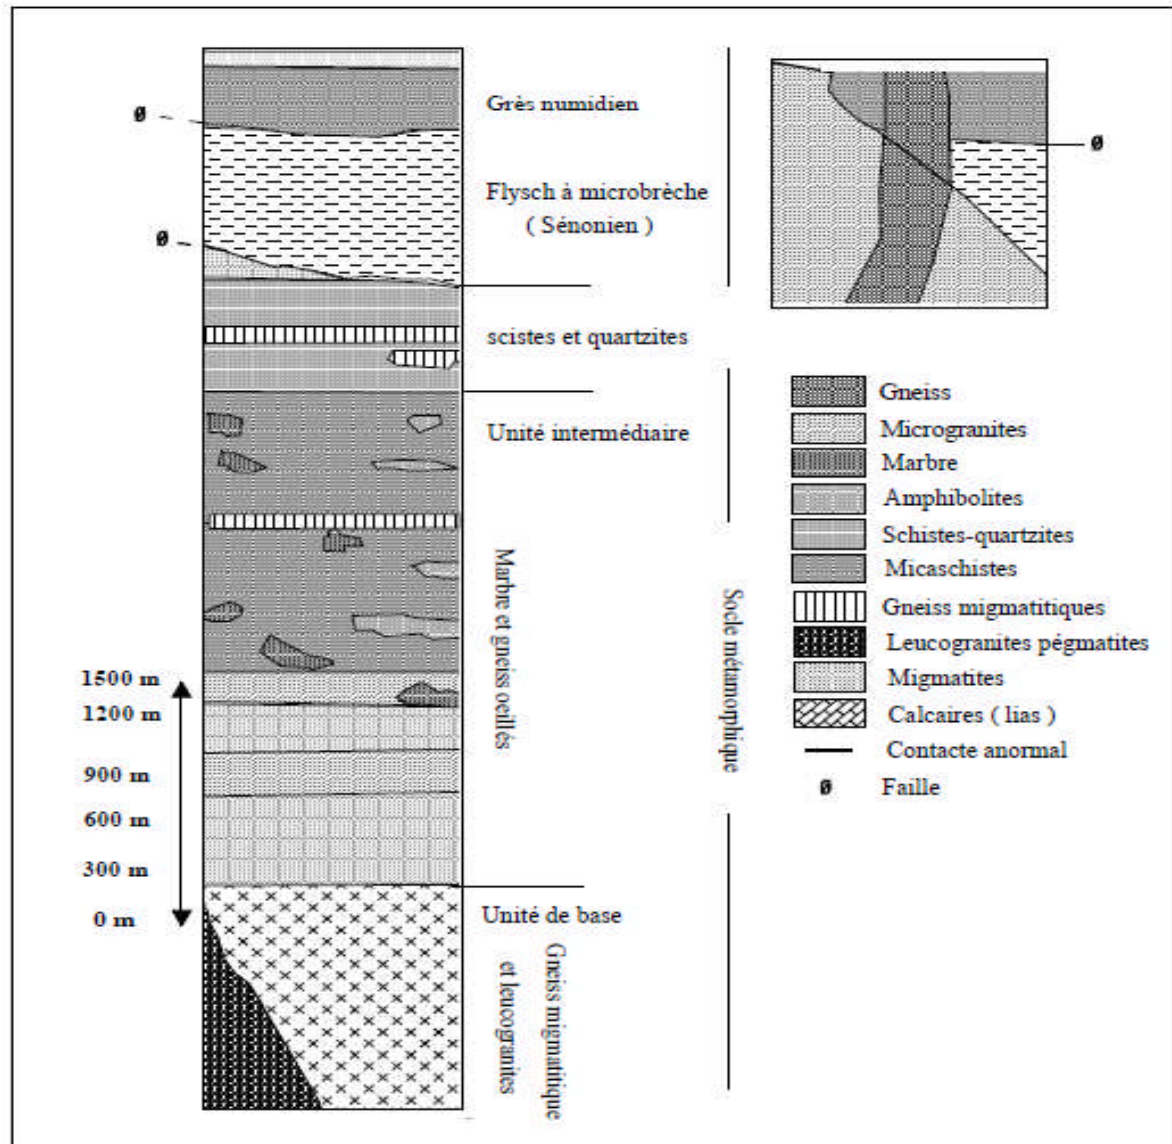 Grès numidien
Flysch à microbrèche
( Sénonien )
scistes et quartzites
Unité intermédiaire
Marbre et gneiss oeillés
Unité de base
Gneiss migmatitique
et leucogranites
Socle métamorphique
ø
ø
1500 m
1200 m
900 m
600 m
300 m
0 m
ø
Gneiss
Microgranites
Marbre
Amphibolites
Schistes-quartzites
Micaschistes
Gneiss migmatitiques
Leucogranites pégmatites
Migmatites
Calcaires ( lias )
Contacte anormal
ø Faille